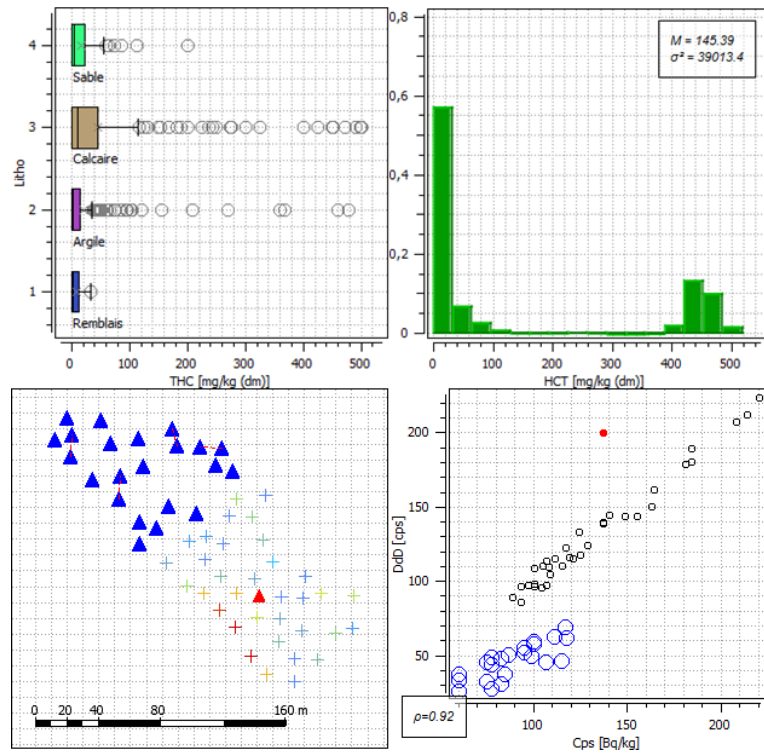 4
Sable
3
Calcaire
2
Argile
1
Remblais
Litho
0 100 200 300 400 500
THC [mg/kg (dm)]
0,8
0,6
0,4
0,2
0
M = 145.39
σ² = 39013.4
0 100 200 300 400 500
HCT [mg/kg (dm)]
0 20 40 80 160 m
200
150
100
50
DdD [cps]
ρ=0.92
100 150 200
Cps [Bq/kg]